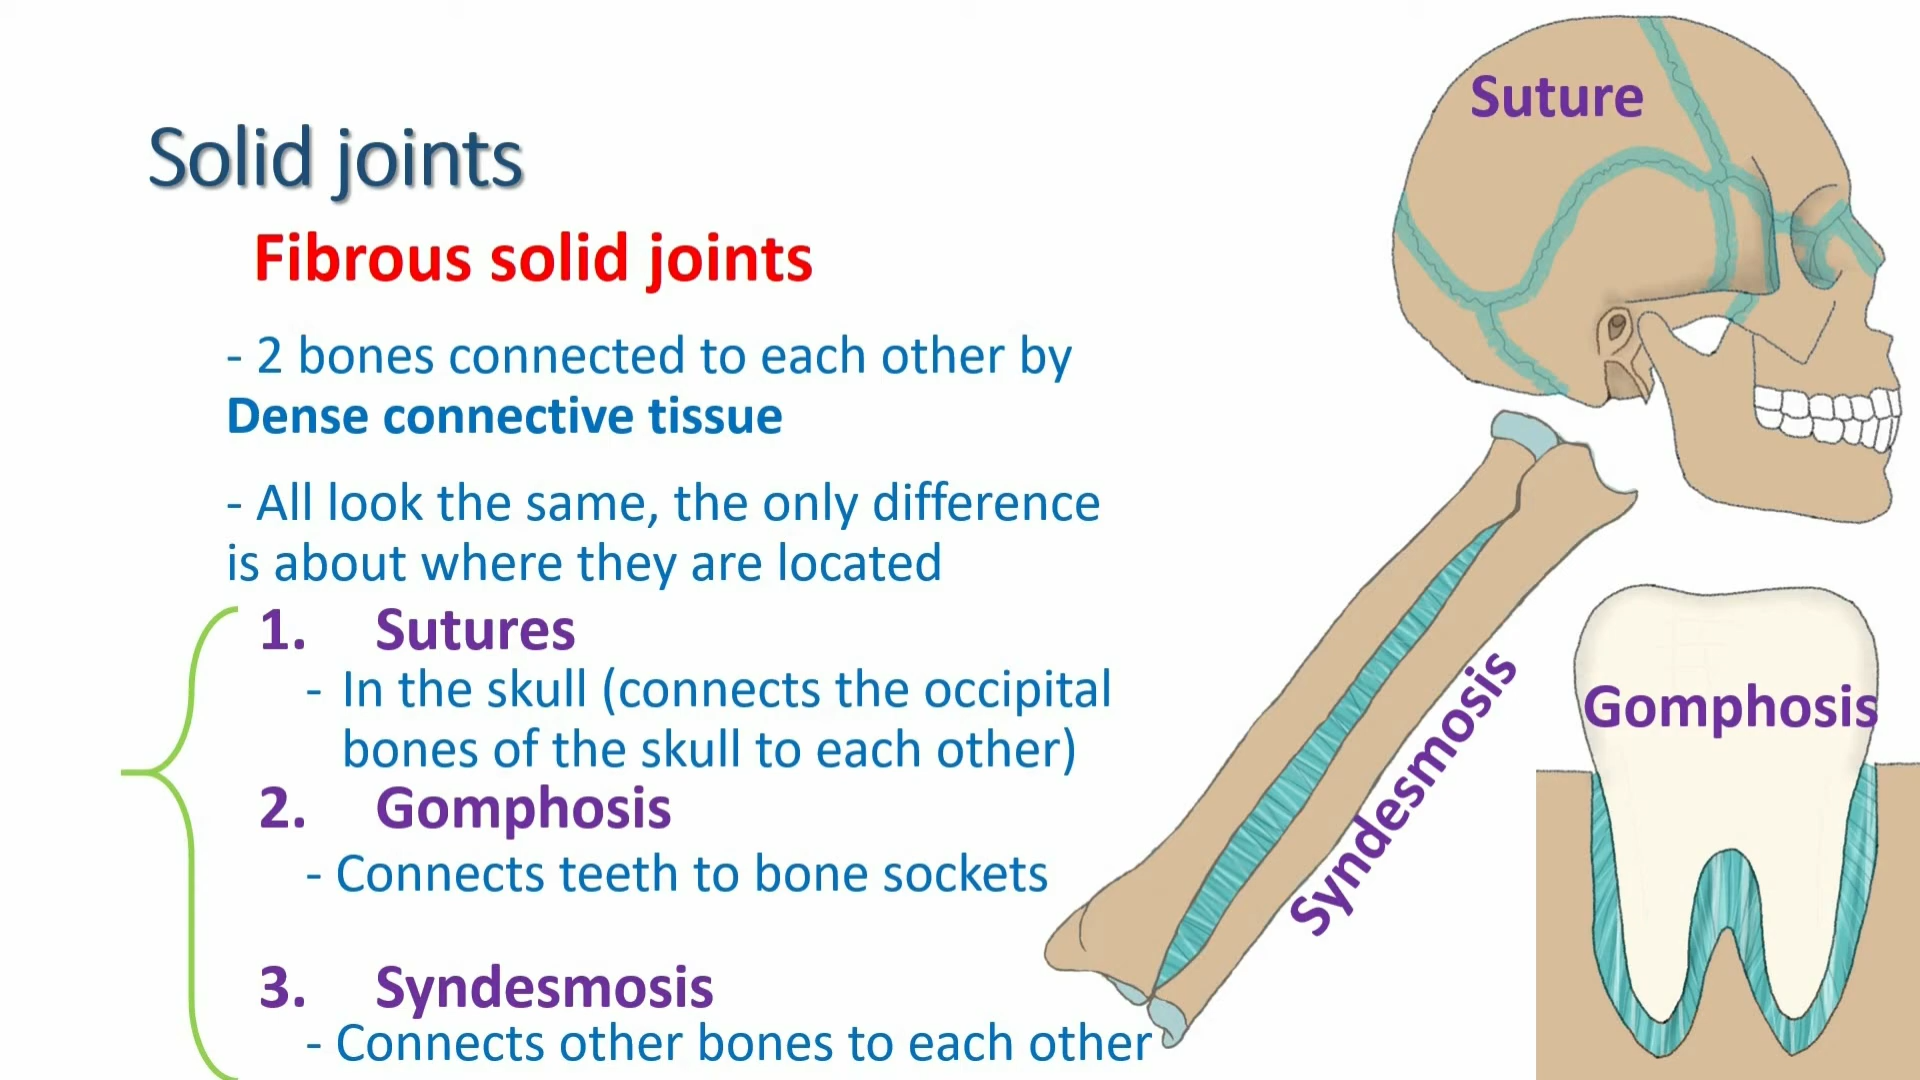 Solid joints
Fibrous solid joints
- 2 bones connected to each other by
Dense connective tissue
- All look the same, the only difference
is about where they are located
1. Sutures
- In the skull (connects the occipital
bones of the skull to each other)
2. Gomphosis
- Connects teeth to bone sockets
3. Syndesmosis
- Connects other bones to each other
Suture
Syndesmosis
Gomphosis